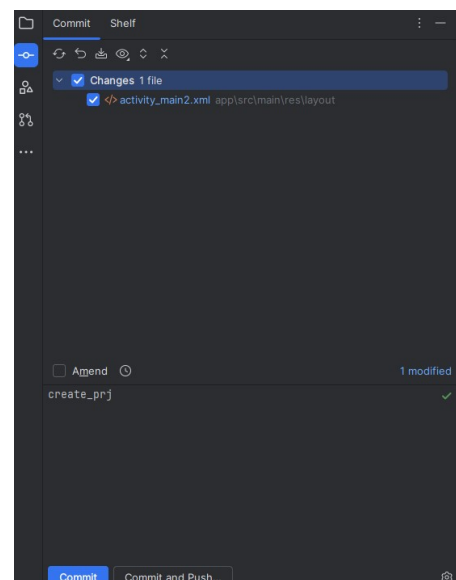 Commit Shelf
Changes 1 file
</> activity_main2.xml app\src\main\res\layout
Amend 1 modified
create_prj
Commit Commit and Push...